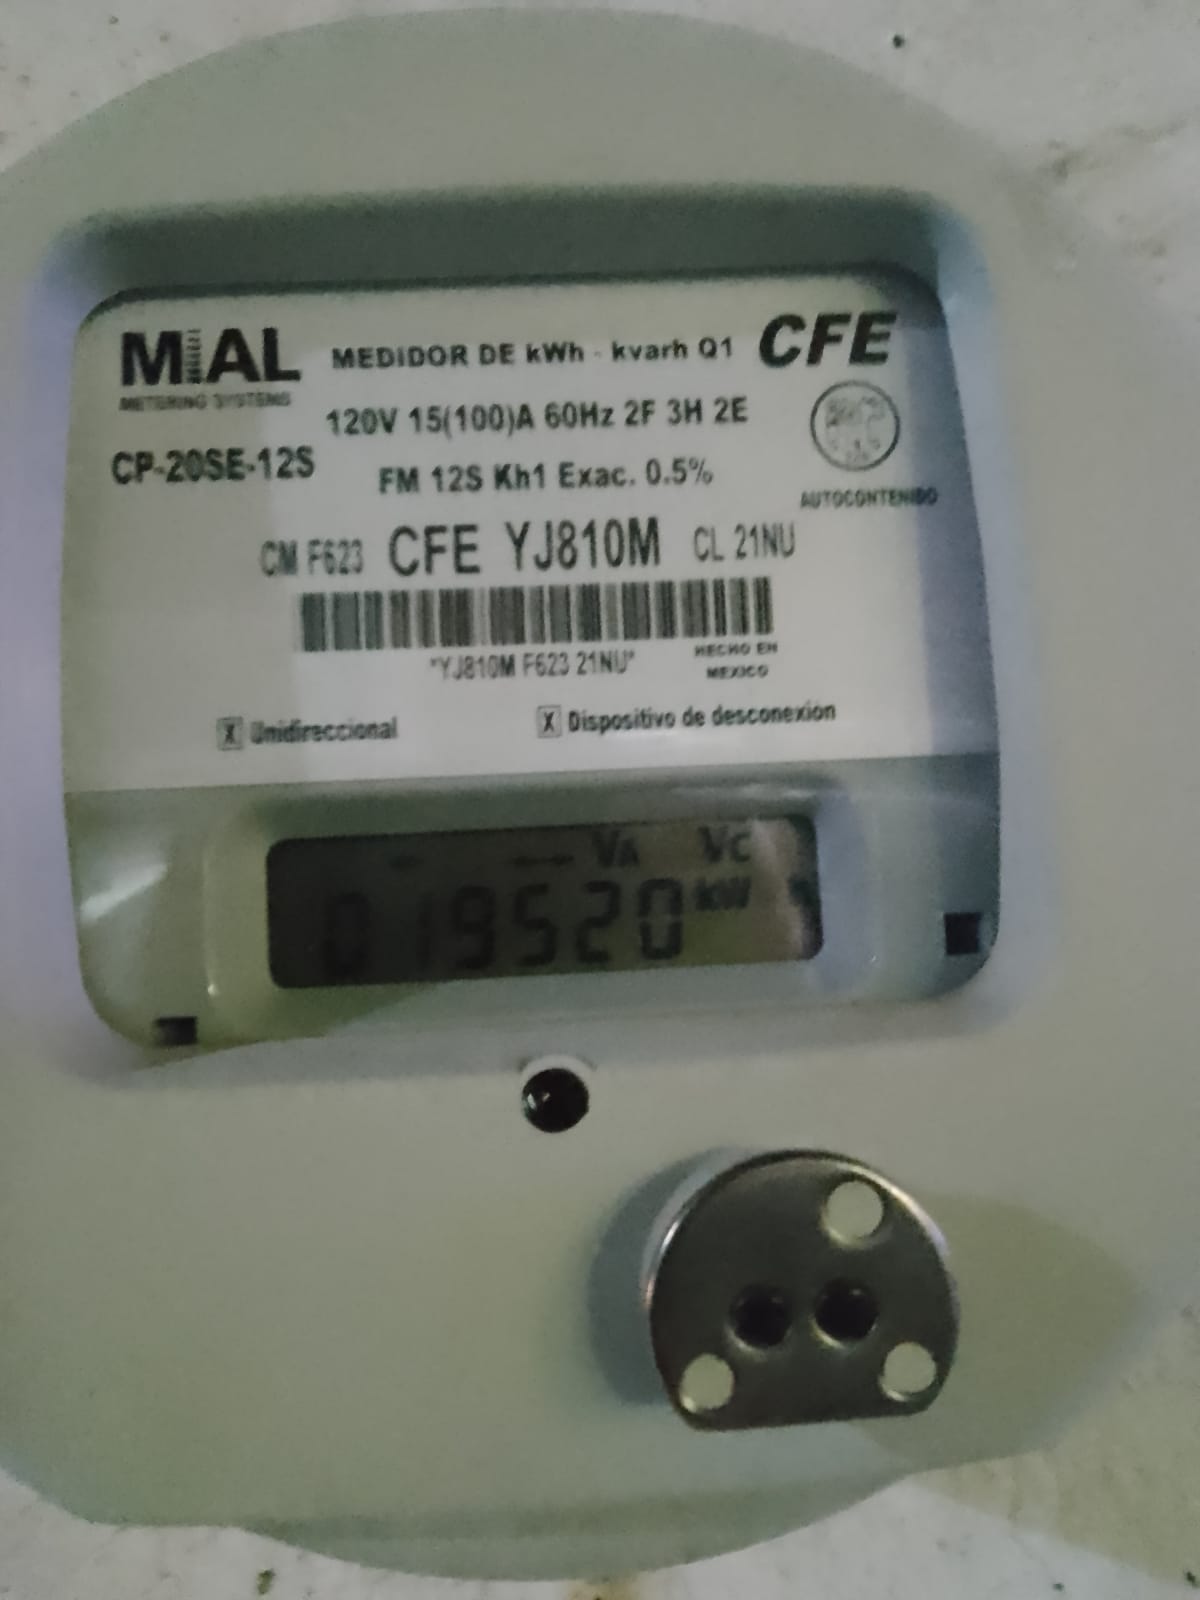 MIAL
METERING SYSTEMS
MEDIDOR DE kWh - kvarh Q1
CFE
120V 15(100)A 60Hz 2F 3H 2E
CP-20SE-12S
FM 12S Kh1 Exac. 0.5%
AUTOCONTENIDO
CM F623 CFE YJ810M CL 21NU
*YJ810M F623 21NU*
HECHO EN
MEXICO
X Unidireccional
X Dispositivo de desconexion
VA VC
019520 kW